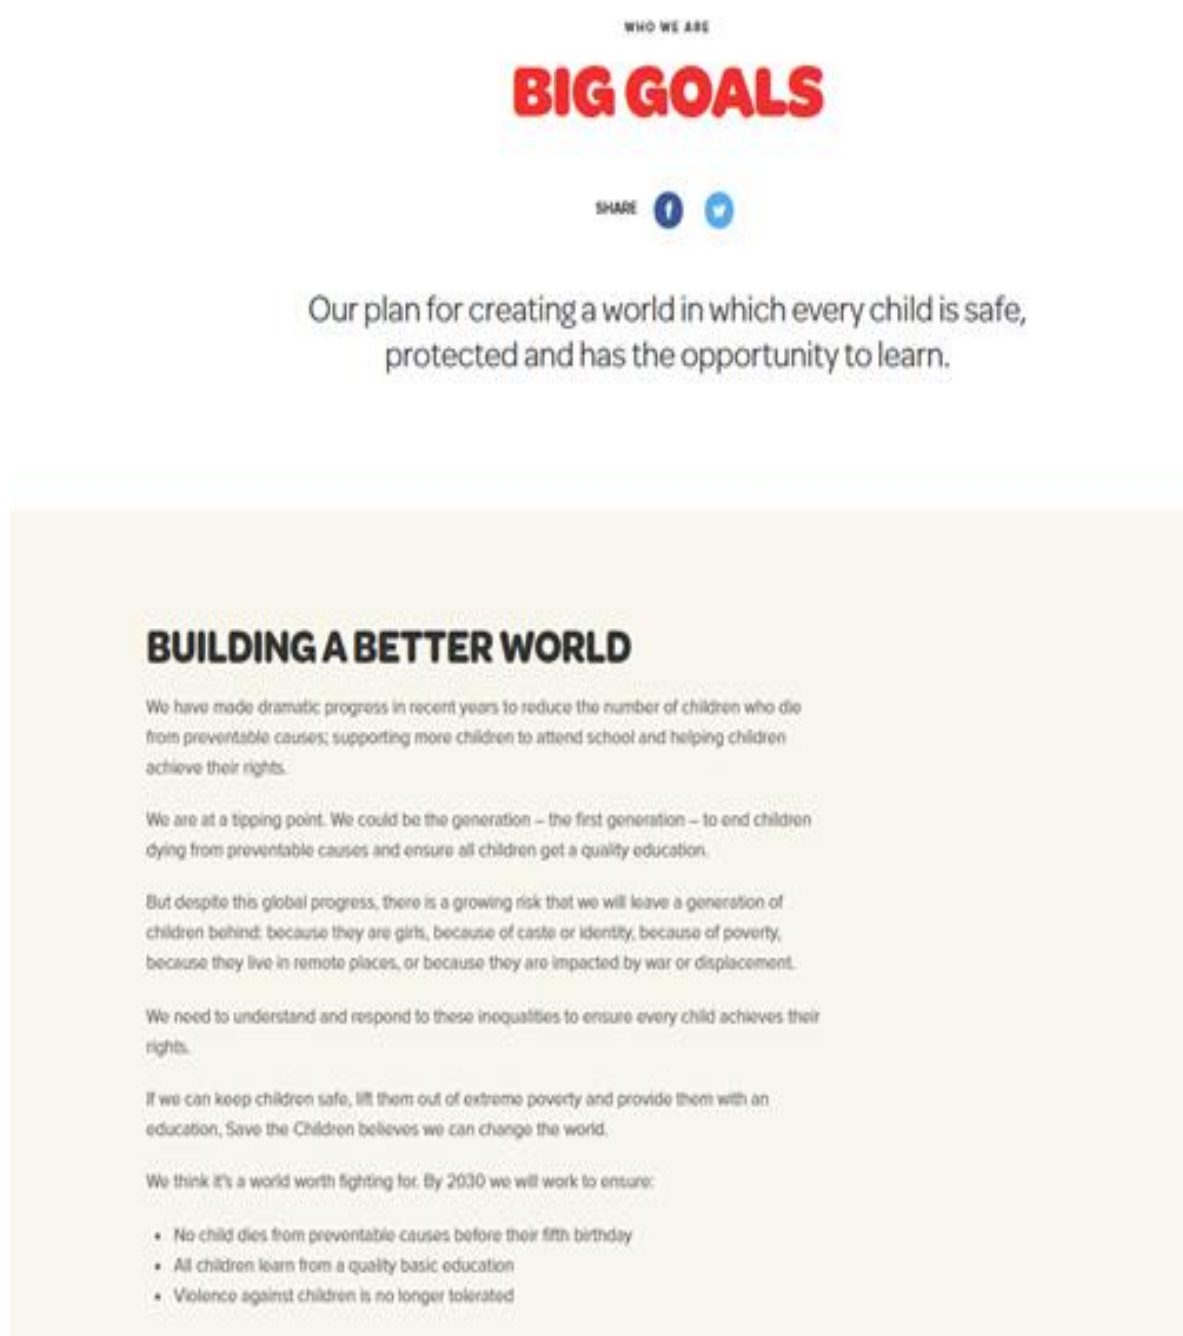 WHO WE ARE
BIG GOALS
SHARE
Our plan for creating a world in which every child is safe,
protected and has the opportunity to learn.
BUILDING A BETTER WORLD
We have made dramatic progress in recent years to reduce the number of children who die
from preventable causes; supporting more children to attend school and helping children
achieve their rights.
We are at a tipping point. We could be the generation – the first generation – to end children
dying from preventable causes and ensure all children get a quality education.
But despite this global progress, there is a growing risk that we will leave a generation of
children behind: because they are girls, because of caste or identity, because of poverty,
because they live in remote places, or because they are impacted by war or displacement.
We need to understand and respond to these inequalities to ensure every child achieves their
rights.
If we can keep children safe, lift them out of extreme poverty and provide them with an
education, Save the Children believes we can change the world.
We think it's a world worth fighting for. By 2030 we will work to ensure:
• No child dies from preventable causes before their fifth birthday
• All children learn from a quality basic education
• Violence against children is no longer tolerated